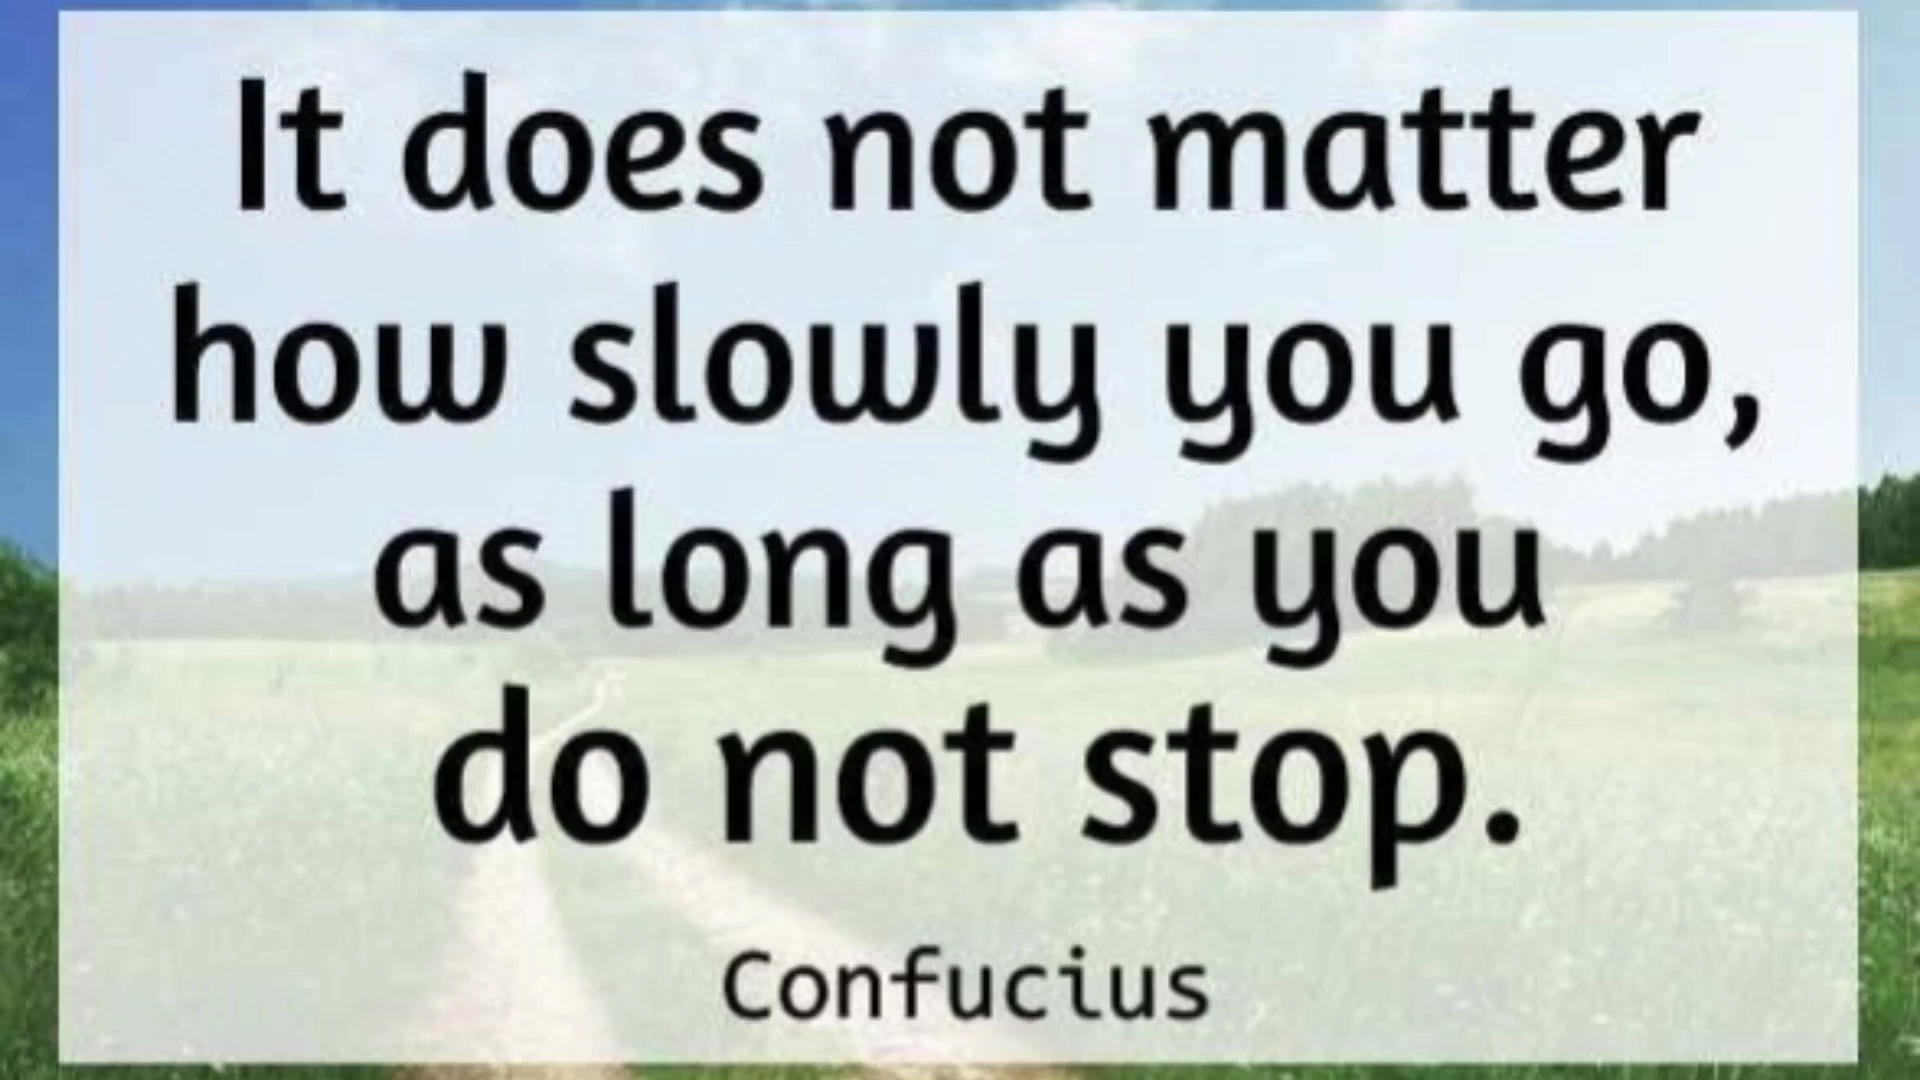 It does not matter
how slowly you go,
as long as you
do not stop.
Confucius